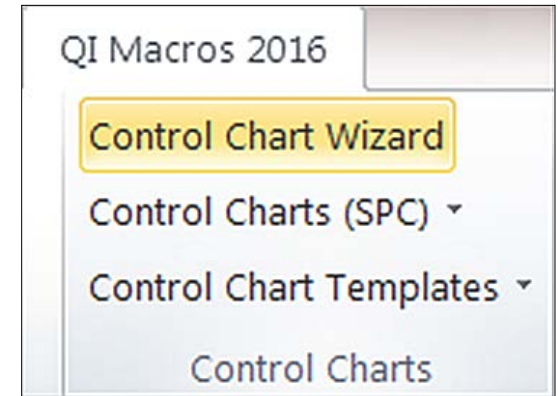 QI Macros 2016
Control Chart Wizard
Control Charts (SPC)
Control Chart Templates
Control Charts